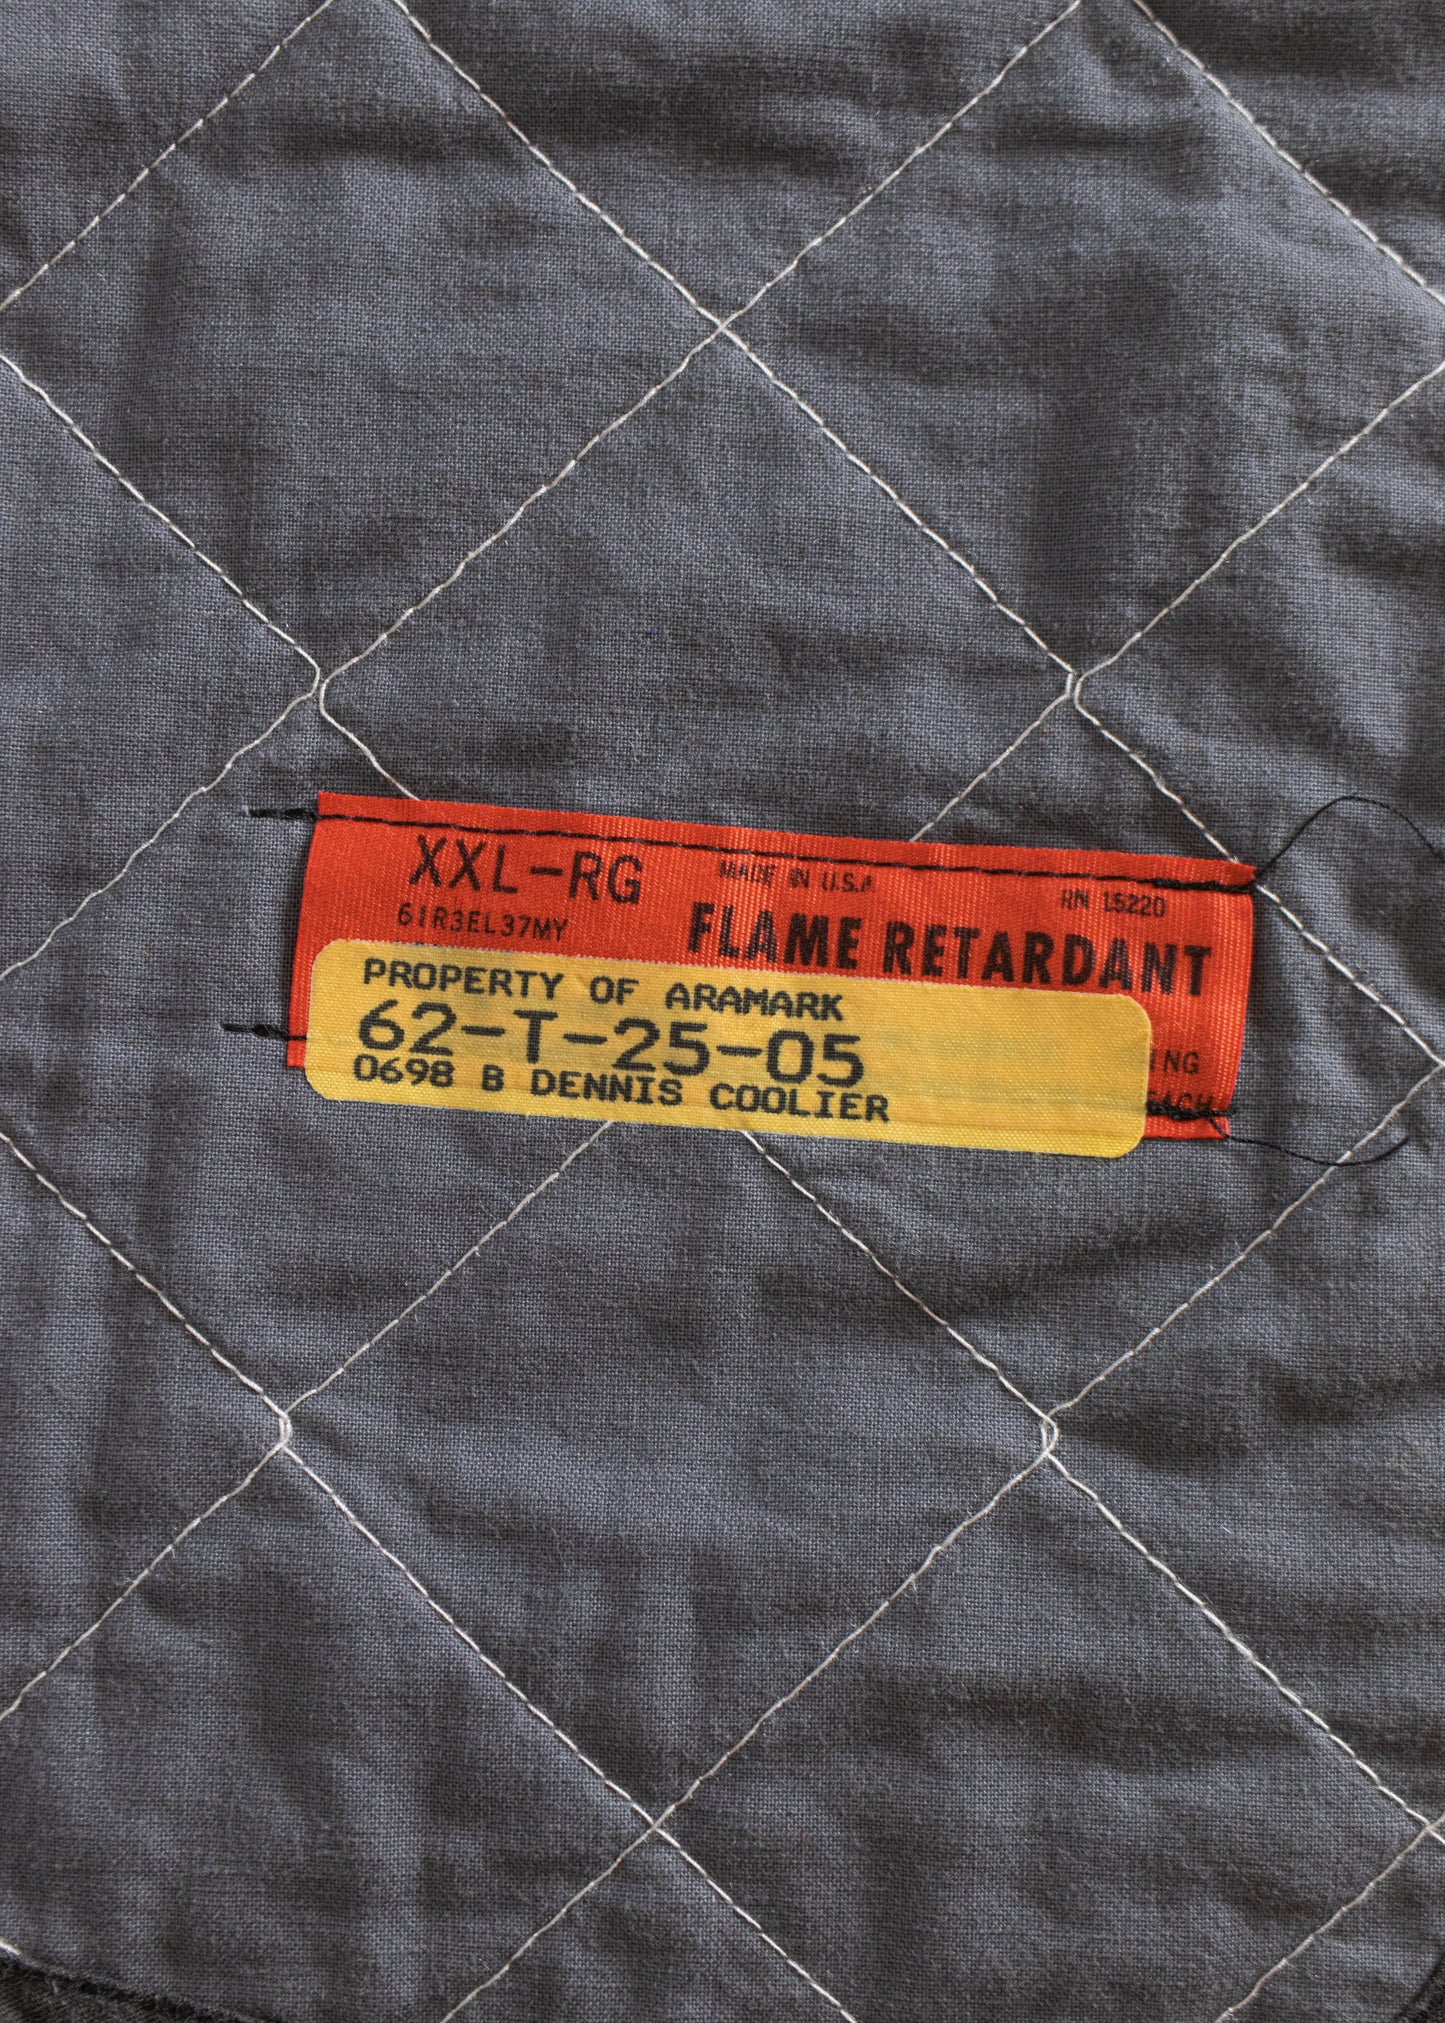 XXL-RG MADE IN U.S.A. RN 15220
61R3EL37MY FLAME RETARDANT
PROPERTY OF ARAMARK
62-T-25-05
0698 B DENNIS COOLIER